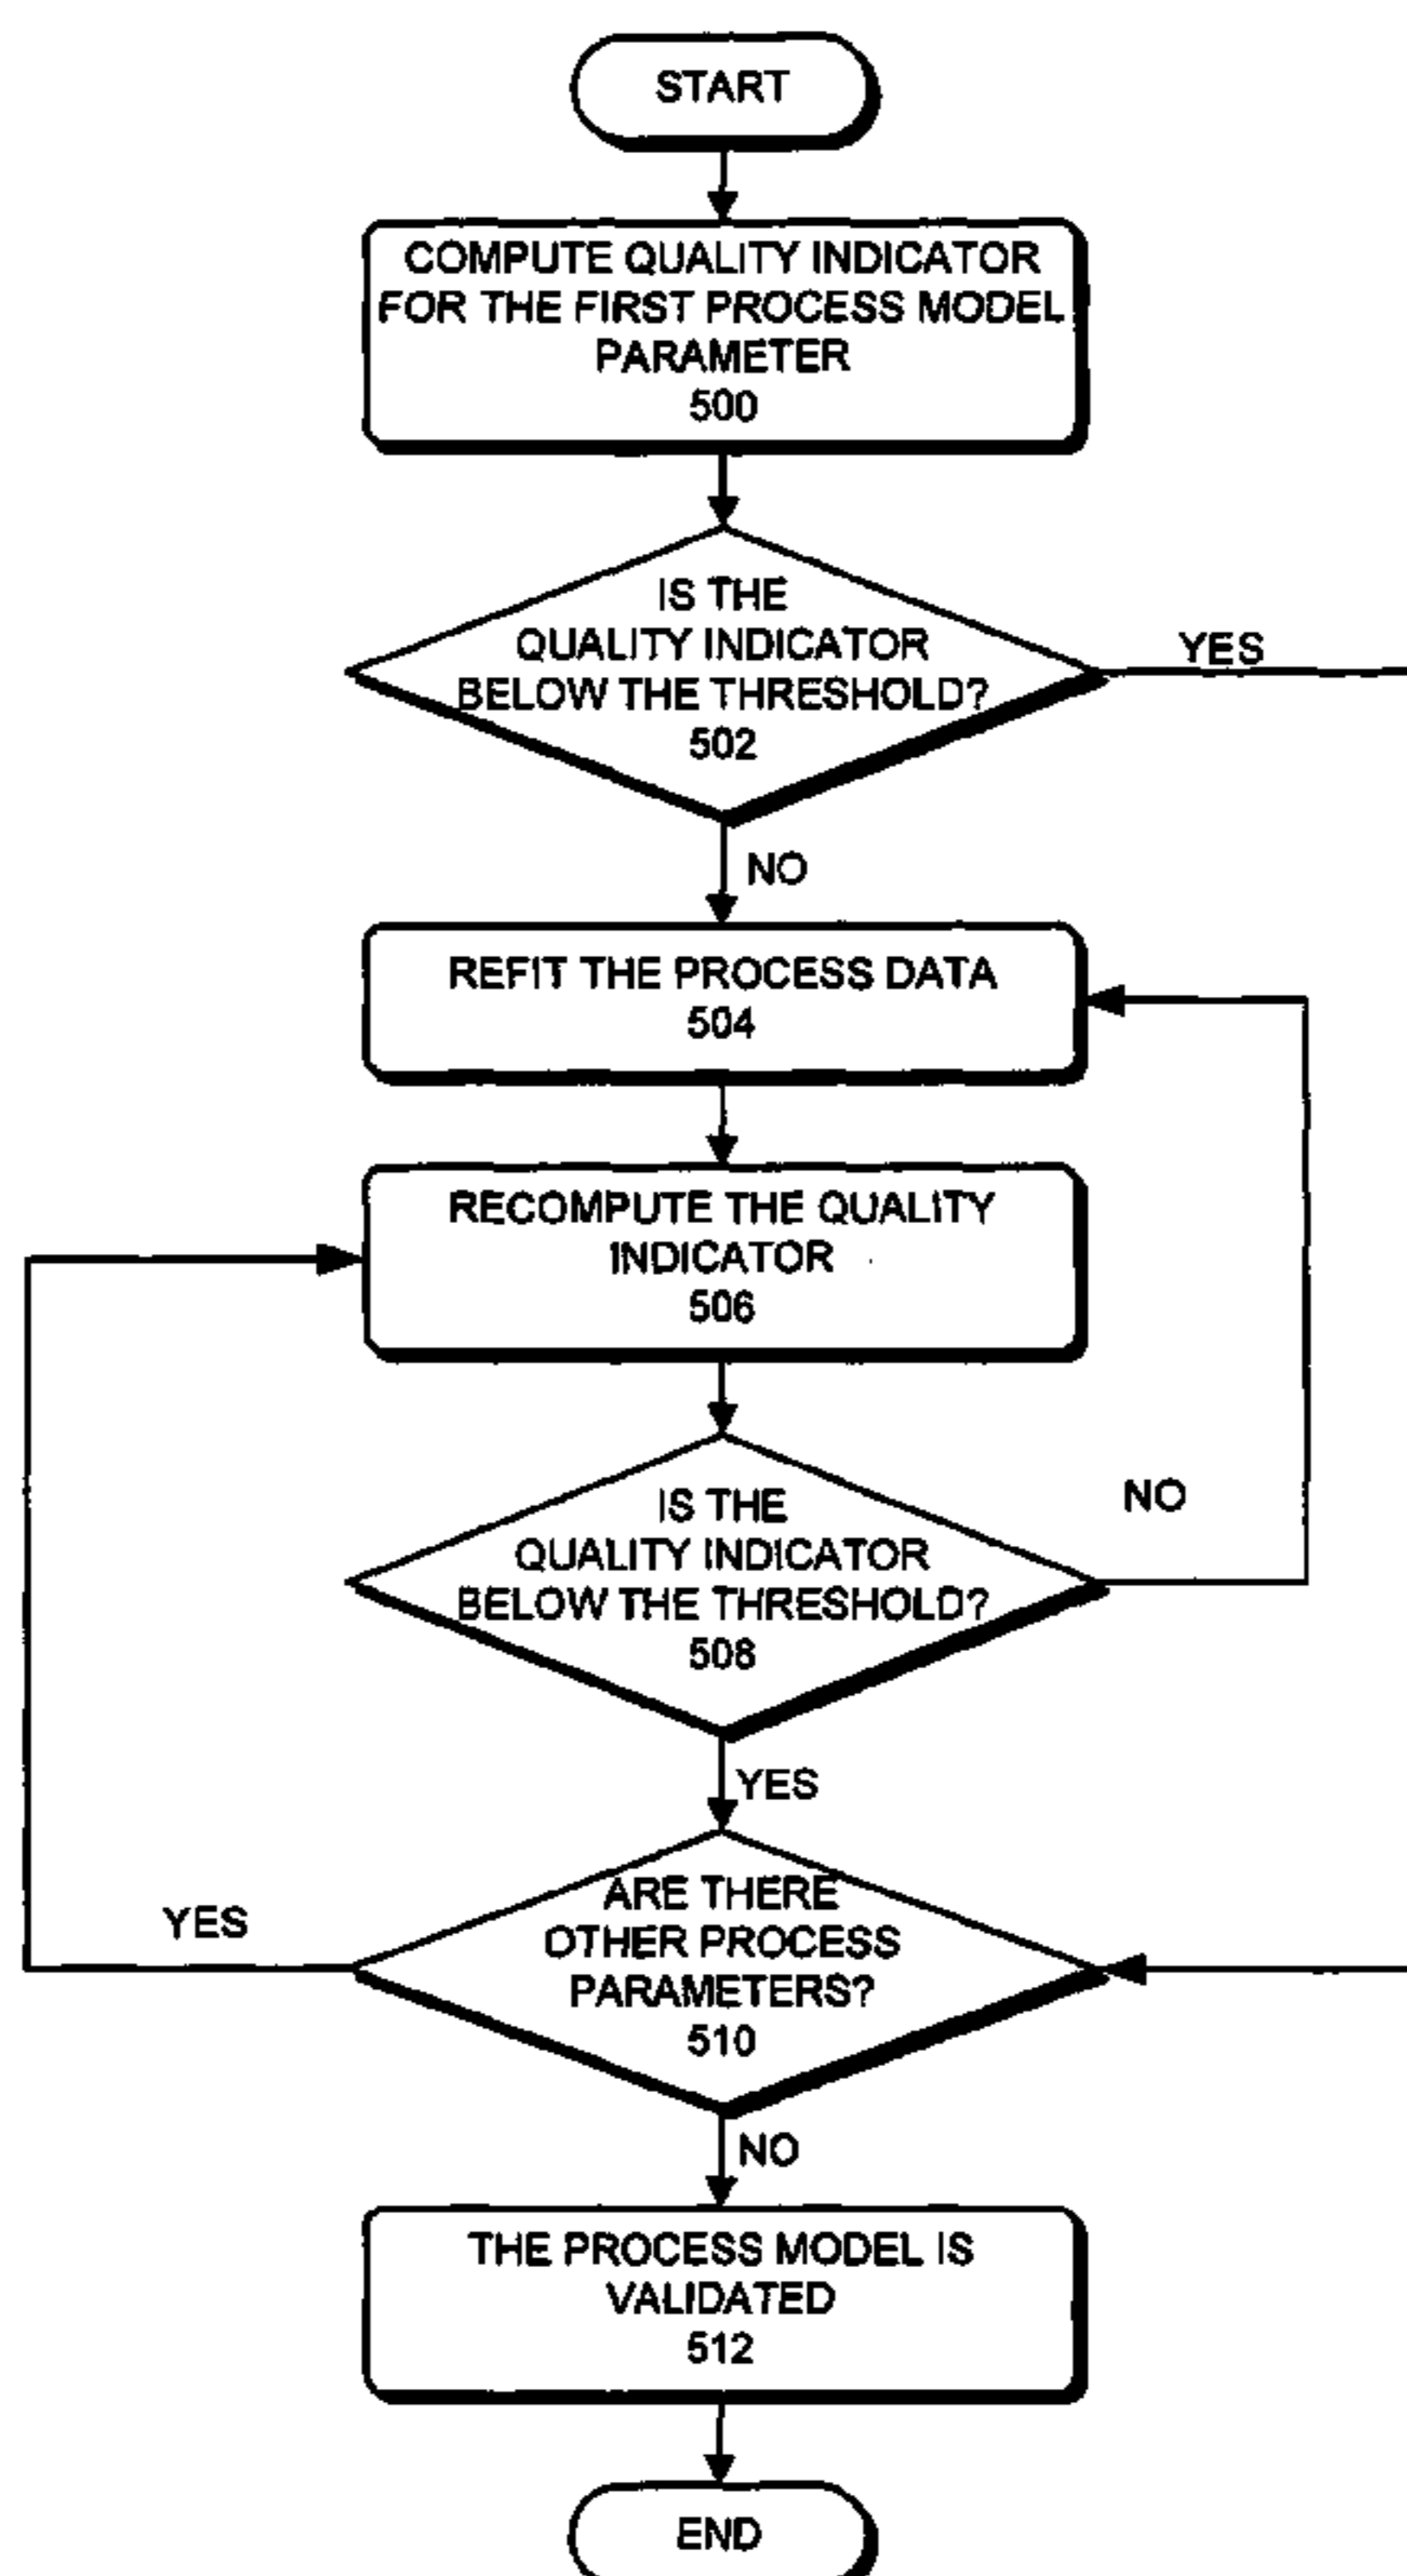 START
COMPUTE QUALITY INDICATOR
FOR THE FIRST PROCESS MODEL
PARAMETER
500
IS THE
QUALITY INDICATOR
BELOW THE THRESHOLD?
502
YES
NO
REFIT THE PROCESS DATA
504
RECOMPUTE THE QUALITY
INDICATOR
506
IS THE
QUALITY INDICATOR
BELOW THE THRESHOLD?
508
NO
YES
ARE THERE
OTHER PROCESS
PARAMETERS?
510
YES
NO
THE PROCESS MODEL IS
VALIDATED
512
END